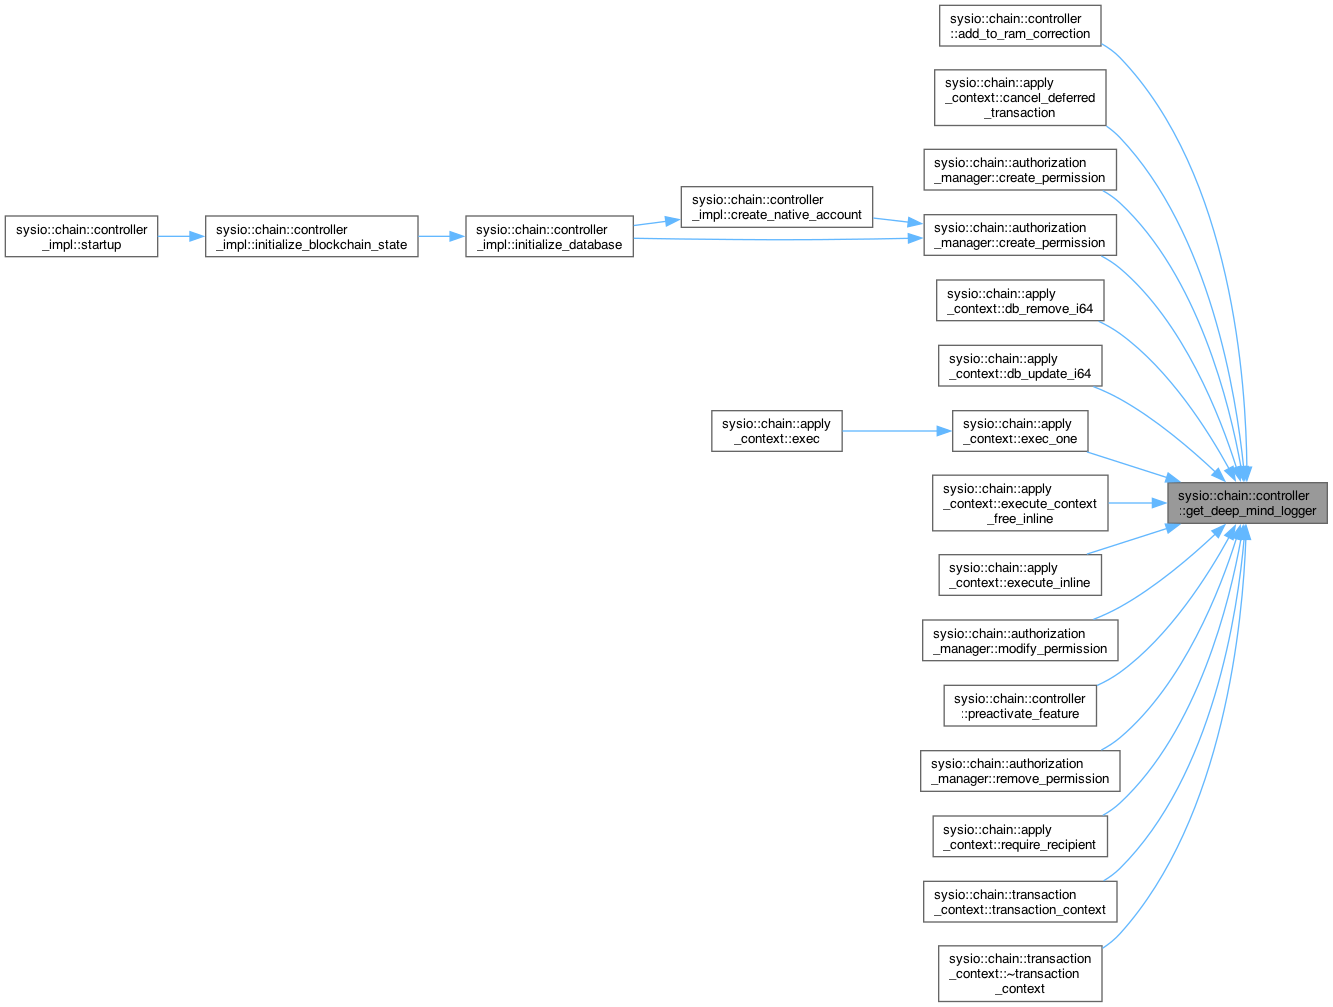 sysio::chain::controller
::add_to_ram_correction
sysio::chain::apply
_context::cancel_deferred
_transaction
sysio::chain::authorization
_manager::create_permission
sysio::chain::controller
_impl::startup
sysio::chain::controller
_impl::initialize_blockchain_state
sysio::chain::controller
_impl::initialize_database
sysio::chain::controller
_impl::create_native_account
sysio::chain::authorization
_manager::create_permission
sysio::chain::apply
_context::db_remove_i64
sysio::chain::apply
_context::db_update_i64
sysio::chain::apply
_context::exec
sysio::chain::apply
_context::exec_one
sysio::chain::apply
_context::execute_context
_free_inline
sysio::chain::controller
::get_deep_mind_logger
sysio::chain::apply
_context::execute_inline
sysio::chain::authorization
_manager::modify_permission
sysio::chain::controller
::preactivate_feature
sysio::chain::authorization
_manager::remove_permission
sysio::chain::apply
_context::require_recipient
sysio::chain::transaction
_context::transaction_context
sysio::chain::transaction
_context::~transaction
_context